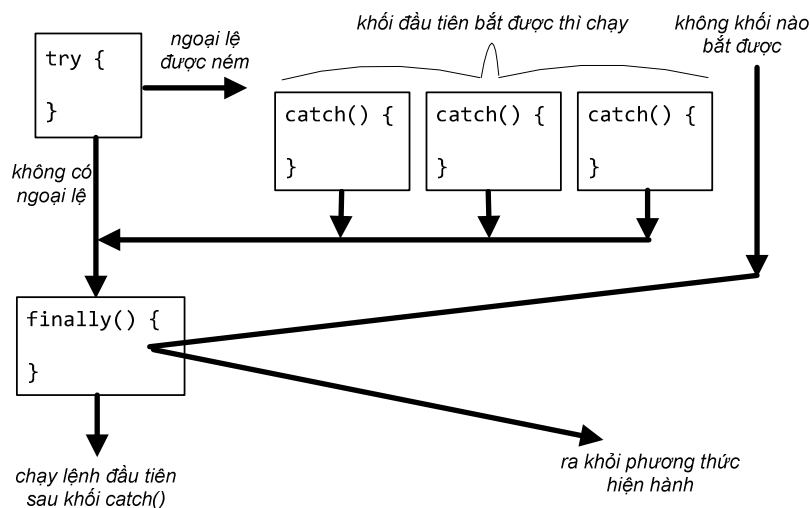 try {
}
ngoại lệ
được ném
khối đầu tiên bắt được thì chạy
không khối nào
bắt được
catch() {
}
catch() {
}
catch() {
}
không có
ngoại lệ
finally() {
}
chạy lệnh đầu tiên
sau khối catch()
ra khỏi phương thức
hiện hành